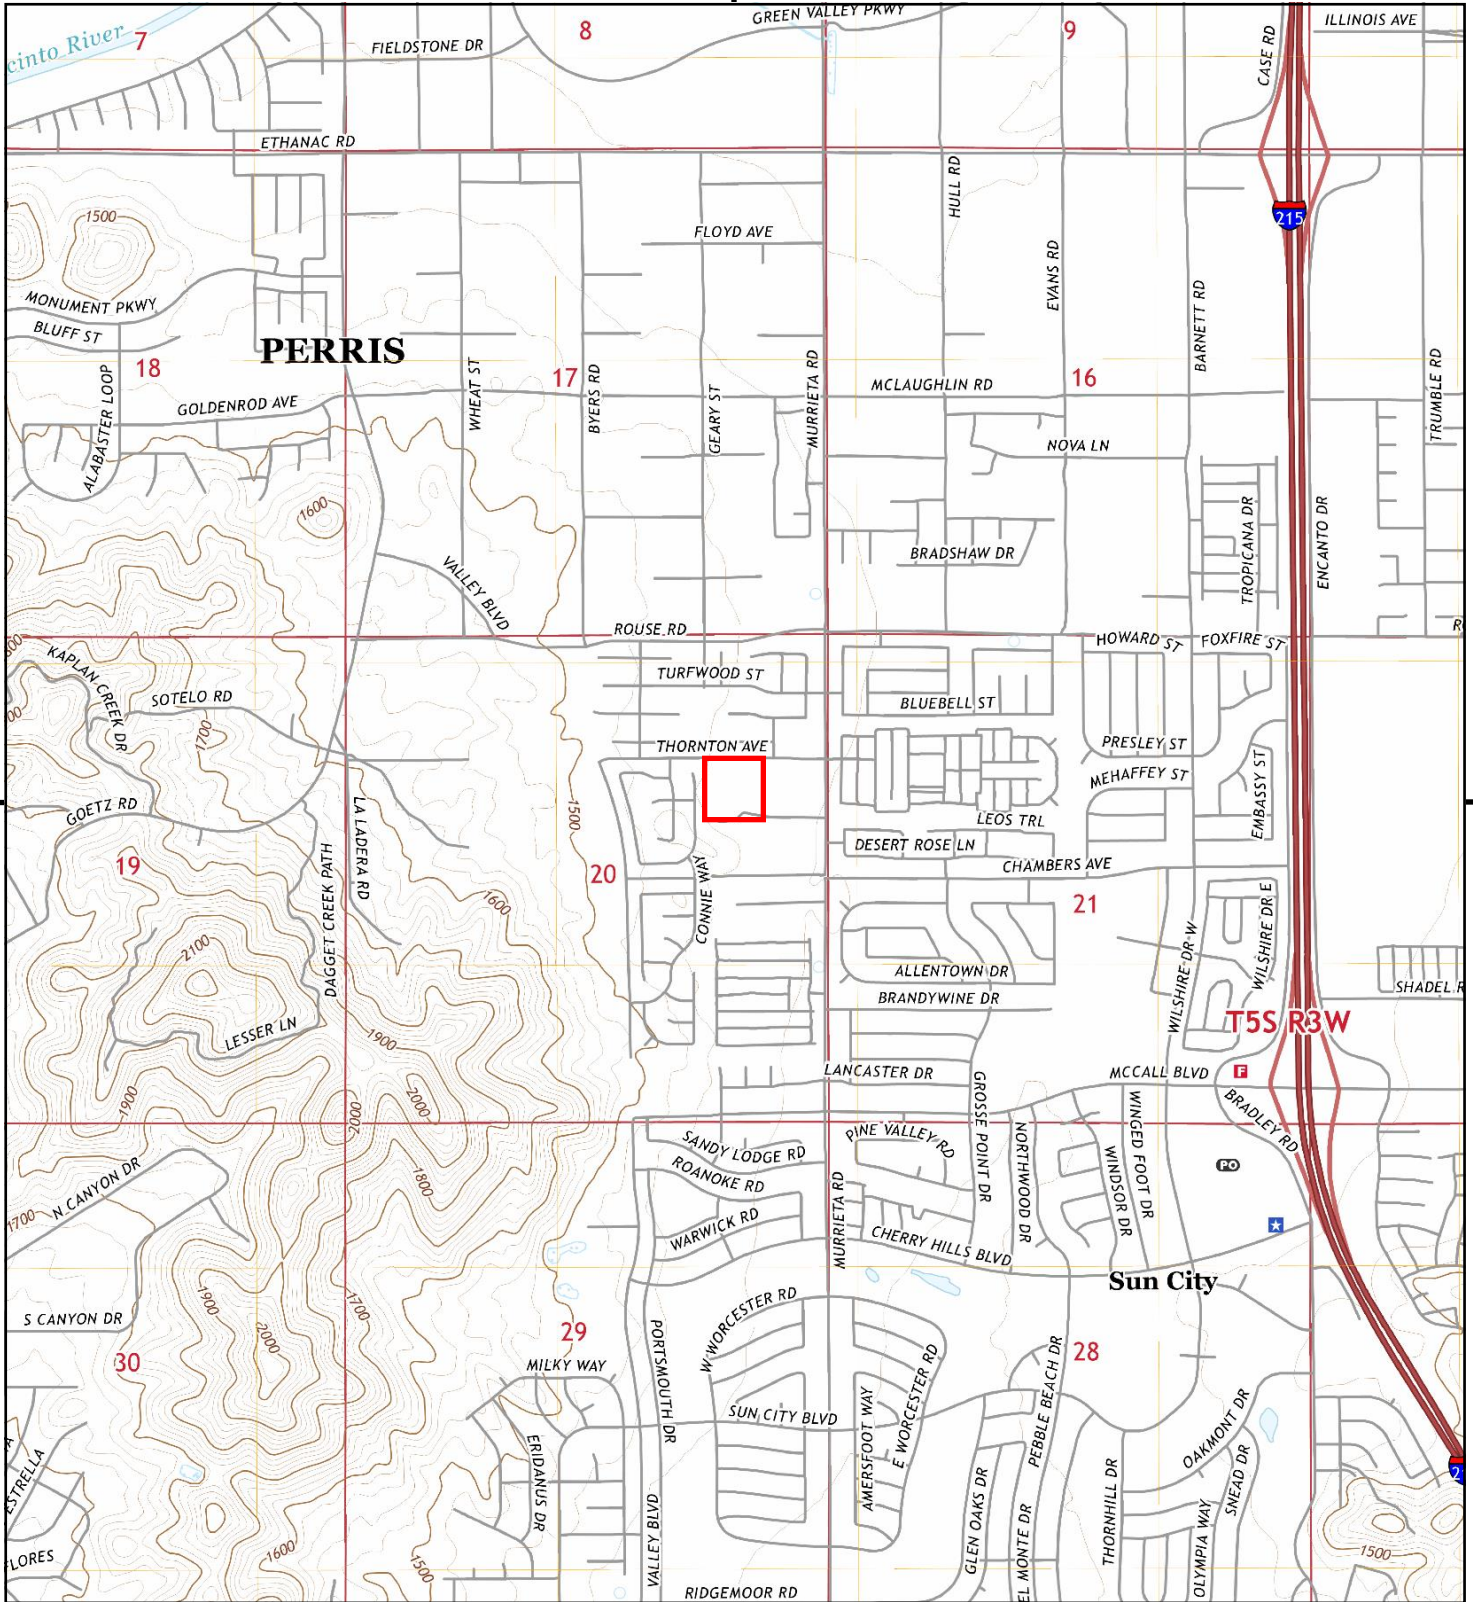 cinto River
7
8
GREEN VALLEY PKWY
9
CASE RD
ILLINOIS AVE
FIELDSTONE DR
ETHANAC RD
HULL RD
215
1500
FLOYD AVE
EVANS RD
BARNETT RD
MONUMENT PKWY
BLUFF ST
PERRIS
18
17
16
ALABASTER LOOP
GOLDENROD AVE
WHEAT ST
BYERS RD
GEARY ST
MURRIETA RD
MCLAUGHLIN RD
TRUMBLE RD
NOVA LN
1600
TROPICANA DR
ENCANTO DR
BRADSHAW DR
VALLEY BLVD
ROUSE RD
HOWARD ST
FOXFIRE ST
KAPLAN CREEK DR
SOTELO RD
TURFWOOD ST
BLUEBELL ST
1700
THORNTON AVE
PRESLEY ST
MEHAFFEY ST
EMBASSY ST
GOETZ RD
LA LADERA RD
1500
LEOS TRL
DESERT ROSE LN
CHAMBERS AVE
19
20
21
DAGGET CREEK PATH
CONNIE WAY
1600
WILSHIRE DR W
WILSHIRE DR E
2100
ALLENTOWN DR
BRANDYWINE DR
SHADEL R
LESSER LN
1900
T5S R3W
LANCASTER DR
MCCALL BLVD
F
1900
2000
2000
GROSSE POINT DR
BRADLEY RD
WINGED FOOT DR
SANDY LODGE RD
PINE VALLEY RD
NORTHWOOD DR
WINDSOR DR
PO
N CANYON DR
1800
ROANOKE RD
1700
WARWICK RD
MURRIETA RD
CHERRY HILLS BLVD
Sun City
1900
1700
2000
S CANYON DR
30
29
28
W WORCESTER RD
E WORCESTER RD
PORTSMOUTH DR
MILKY WAY
PEBBLE BEACH DR
SUN CITY BLVD
AMERSFOOT WAY
OAKMONT DR
SNEAD DR
ESTRELLA
ERIDANUS DR
GLEN OAKS DR
THORNHILL DR
OLYMPIA WAY
EL MONTE DR
VALLEY BLVD
FLORES
1600
1500
1500
RIDGEMOOR RD